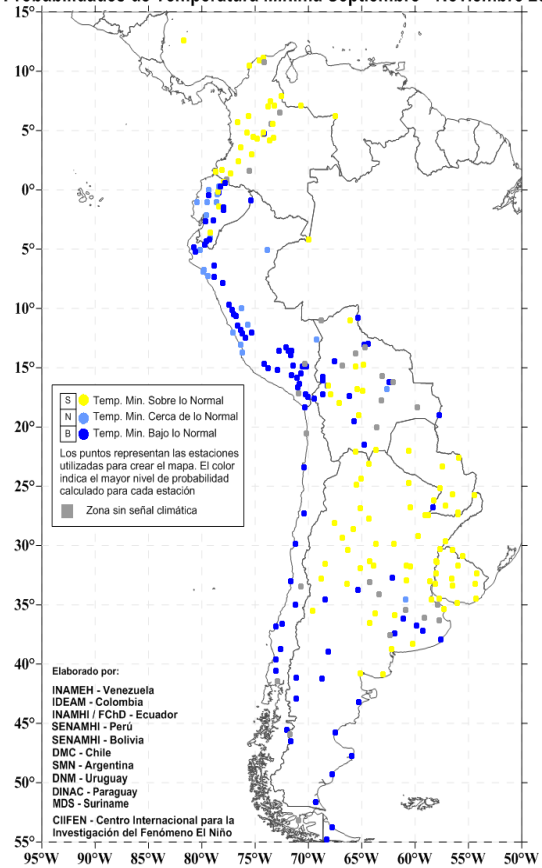 Probabilidades de Temperatura Mínima Septiembre - Noviembre
15°
10°
5°
0°
5°
10°
15°
20°
25°
30°
35°
40°
45°
50°
55°
95°W 90°W 85°W 80°W 75°W 70°W 65°W 60°W 55°W 50°W
S Temp. Min. Sobre lo Normal
N Temp. Min. Cerca de lo Normal
B Temp. Min. Bajo lo Normal
Los puntos representan las estaciones
utilizadas para crear el mapa. El color
indica el mayor nivel de probabilidad
calculado para cada estación
Zona sin señal climática
Elaborado por:
INAMEH - Venezuela
IDEAM - Colombia
INAMHI / FChD - Ecuador
SENAMHI - Perú
SENAMHI - Bolivia
DMC - Chile
SMN - Argentina
DNM - Uruguay
DINAC - Paraguay
MDS - Suriname
CIIFEN - Centro Internacional para la
Investigación del Fenómeno El Niño